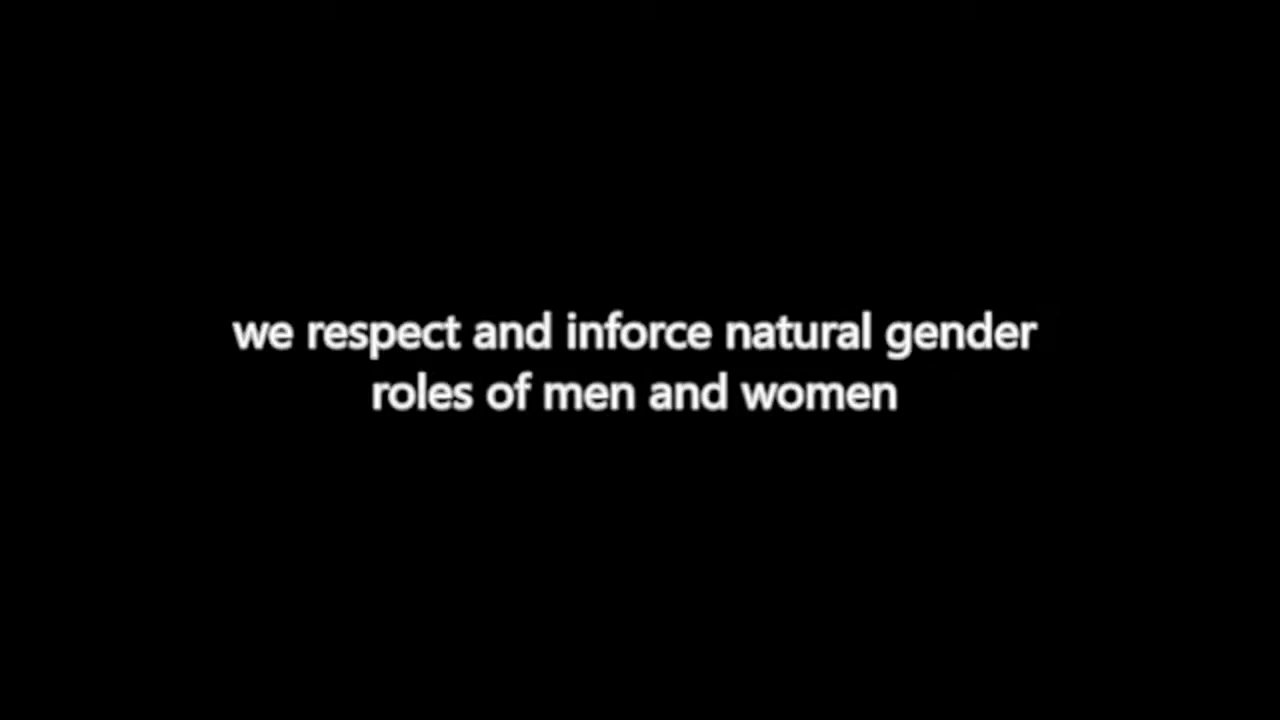 we respect and inforce natural gender
roles of men and women